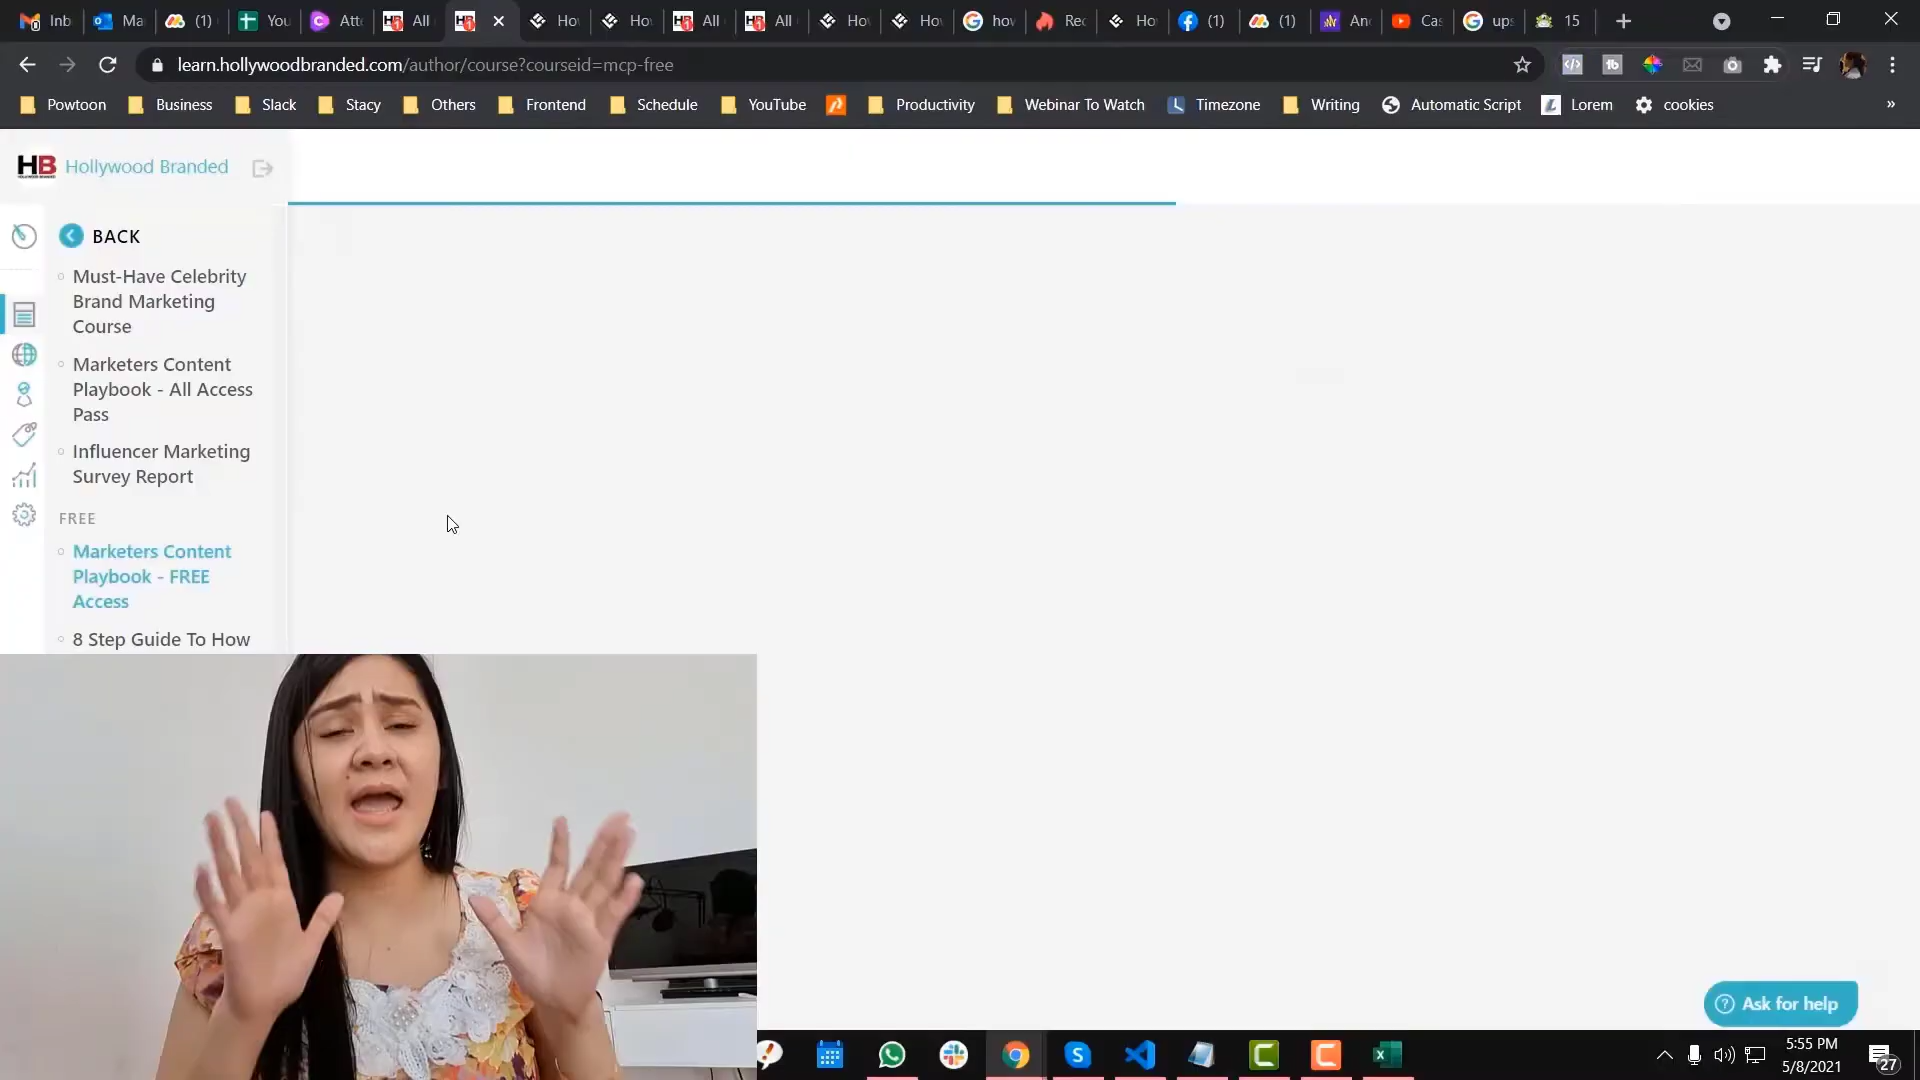 Inb
Ma
(1)
You
Atte
All
Ho
Ho
All
All
Ho
Ho
how
Rec
Ho
(1)
(1)
An
Cas
ups
15
learn.hollywoodbranded.com/author/course?courseid=mcp-free
Powtoon Business Slack Stacy Others Frontend Schedule YouTube Productivity Webinar To Watch Timezone Writing Automatic Script Lorem cookies »
HB Hollywood Branded
BACK
Must-Have Celebrity
Brand Marketing
Course
Marketers Content
Playbook - All Access
Pass
Influencer Marketing
Survey Report
FREE
Marketers Content
Playbook - FREE
Access
8 Step Guide To How
Ask for help
5:55 PM
5/8/2021
27